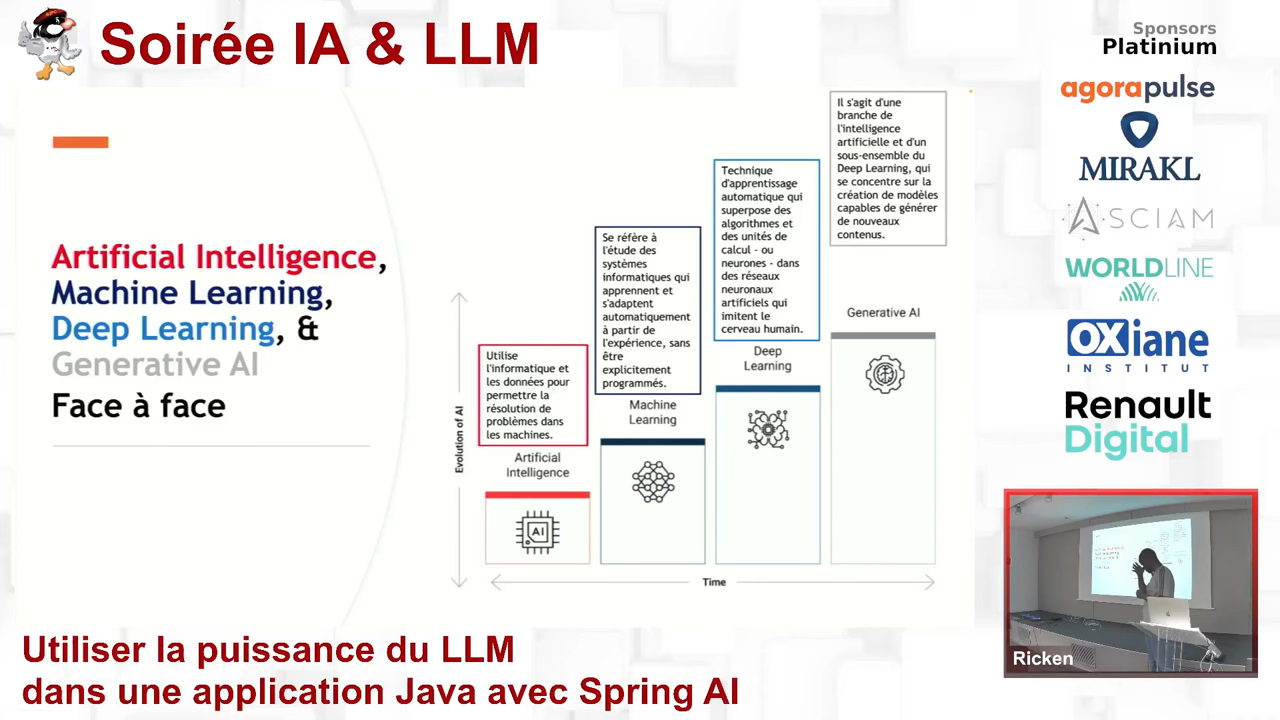 Soirée IA & LLM
Sponsors
Platinium
agorapulse
MIRAKL
ASCIAM
WORLDLINE
OXiane
INSTITUT
Renault
Digital
Artificial Intelligence,
Machine Learning,
Deep Learning, &
Generative AI
Face à face
Evolution of AI
Utilise
l'informatique et
les données pour
permettre la
résolution de
problèmes dans
les machines.
Artificial
Intelligence
AI
Se réfère à
l'étude des
systèmes
informatiques qui
apprennent et
s'adaptent
automatiquement
à partir de
l'expérience, sans
être
explicitement
programmés.
Machine
Learning
Technique
d'apprentissage
automatique qui
superpose des
algorithmes et
des unités de
calcul - ou
neurones - dans
des réseaux
neuronaux
artificiels qui
imitent le
cerveau humain.
Deep
Learning
Il s'agit d'une
branche de
l'intelligence
artificielle et d'un
sous-ensemble du
Deep Learning, qui
se concentre sur la
création de modèles
capables de générer
de nouveaux
contenus.
Generative AI
Time
Ricken
Utiliser la puissance du LLM
dans une application Java avec Spring AI